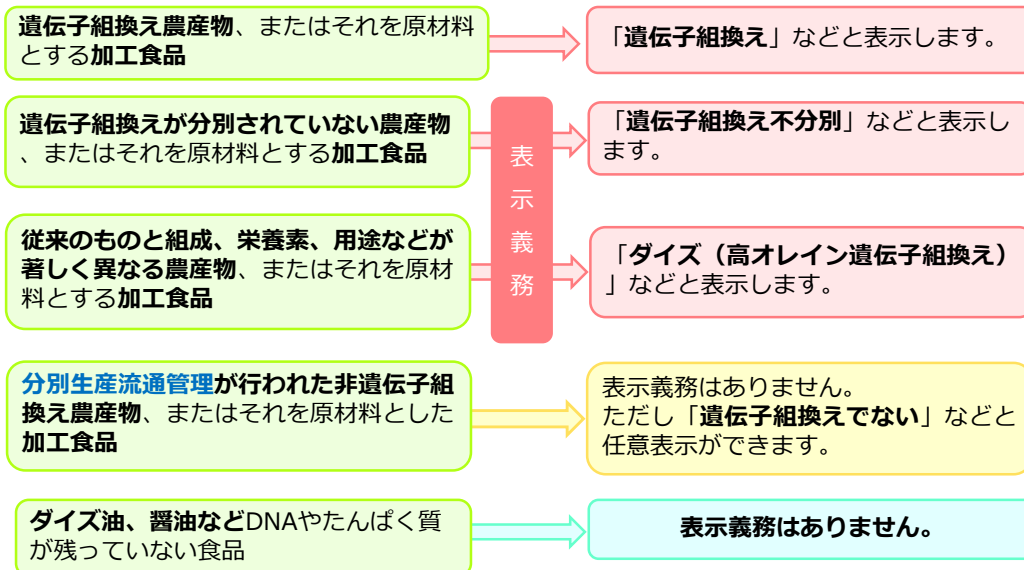 遺伝子組換え農産物、またはそれを原材料
とする加工食品
「遺伝子組換え」などと表示します。
遺伝子組換えが分別されていない農産物
、またはそれを原材料とする加工食品
「遺伝子組換え不分別」などと表示し
ます。
表示義務
従来のものと組成、栄養素、用途などが
著しく異なる農産物、またはそれを原材
料とする加工食品
「ダイズ（高オレイン遺伝子組換え）
」などと表示します。
分別生産流通管理が行われた非遺伝子組
換え農産物、またはそれを原材料とした
加工食品
表示義務はありません。
ただし「遺伝子組換えでない」などと
任意表示ができます。
ダイズ油、醤油などDNAやたんぱく質
が残っていない食品
表示義務はありません。